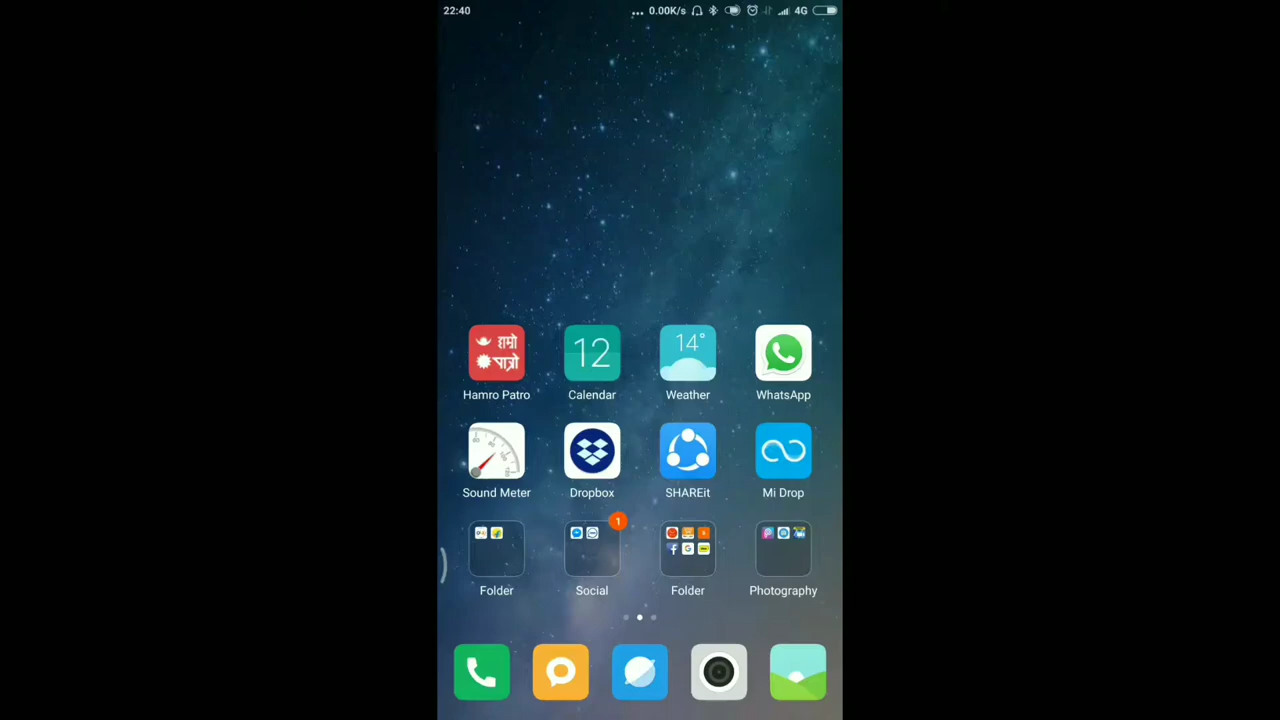 22:40 ... 0.00K/s 4G
हाम्रो
पात्रो
12
14°
Hamro Patro Calendar Weather WhatsApp
Sound Meter Dropbox SHAREit Mi Drop
1
Folder Social Folder Photography